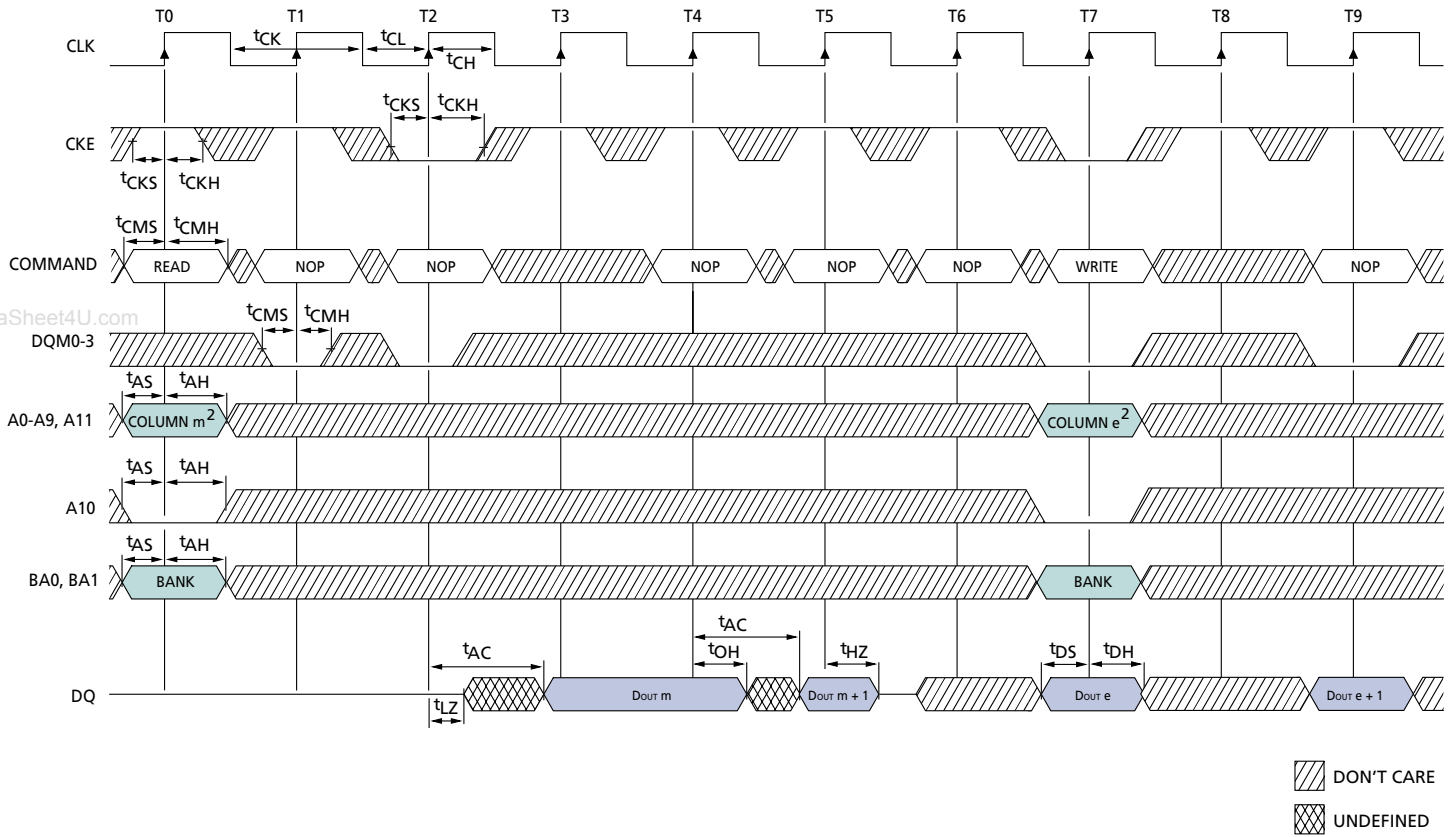 T0 T1 T2 T3 T4 T5 T6 T7 T8 T9
CLK
tCK tCL tCH
tCKS tCKH
CKE
tCKS tCKH
tCMS tCMH
COMMAND READ NOP NOP NOP NOP NOP WRITE NOP
aSheet4U.com
tCMS tCMH
DQM0-3
tAS tAH
A0-A9, A11 COLUMN m2 COLUMN e2
tAS tAH
A10
tAS tAH
BA0, BA1 BANK BANK
tAC tAC tOH tHZ tDS tDH
DQ DOUT m DOUT m + 1 DOUT e DOUT e + 1
tLZ
DON'T CARE
UNDEFINED